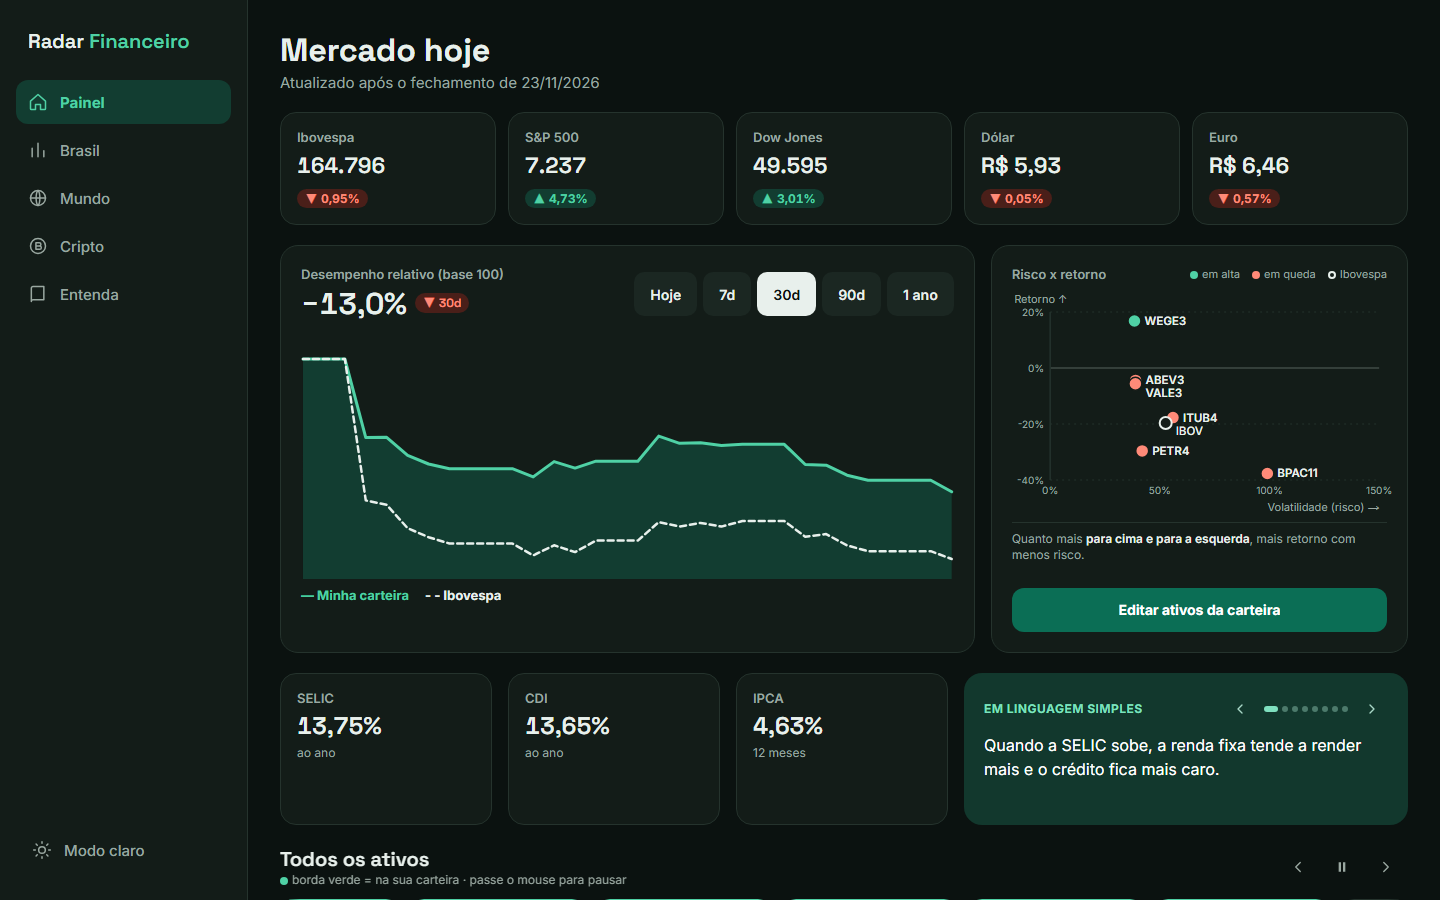 Radar Financeiro
Painel
Brasil
Mundo
Cripto
Entenda
Modo claro
Mercado hoje
Atualizado após o fechamento de 23/11/2026
Ibovespa
164.796
▼ 0,95%
S&P 500
7.237
▲ 4,73%
Dow Jones
49.595
▲ 3,01%
Dólar
R$ 5,93
▼ 0,05%
Euro
R$ 6,46
▼ 0,57%
Desempenho relativo (base 100)
−13,0% ▼ 30d
Hoje 7d 30d 90d 1 ano
— Minha carteira - - Ibovespa
Risco x retorno
em alta em queda Ibovespa
Retorno ↑
20%
WEGE3
0%
ABEV3
VALE3
ITUB4
-20%
IBOV
PETR4
BPAC11
-40%
0% 50% 100% 150%
Volatilidade (risco) →
Quanto mais para cima e para a esquerda, mais retorno com
menos risco.
Editar ativos da carteira
SELIC
13,75%
ao ano
CDI
13,65%
ao ano
IPCA
4,63%
12 meses
EM LINGUAGEM SIMPLES
Quando a SELIC sobe, a renda fixa tende a render
mais e o crédito fica mais caro.
Todos os ativos
borda verde = na sua carteira · passe o mouse para pausar